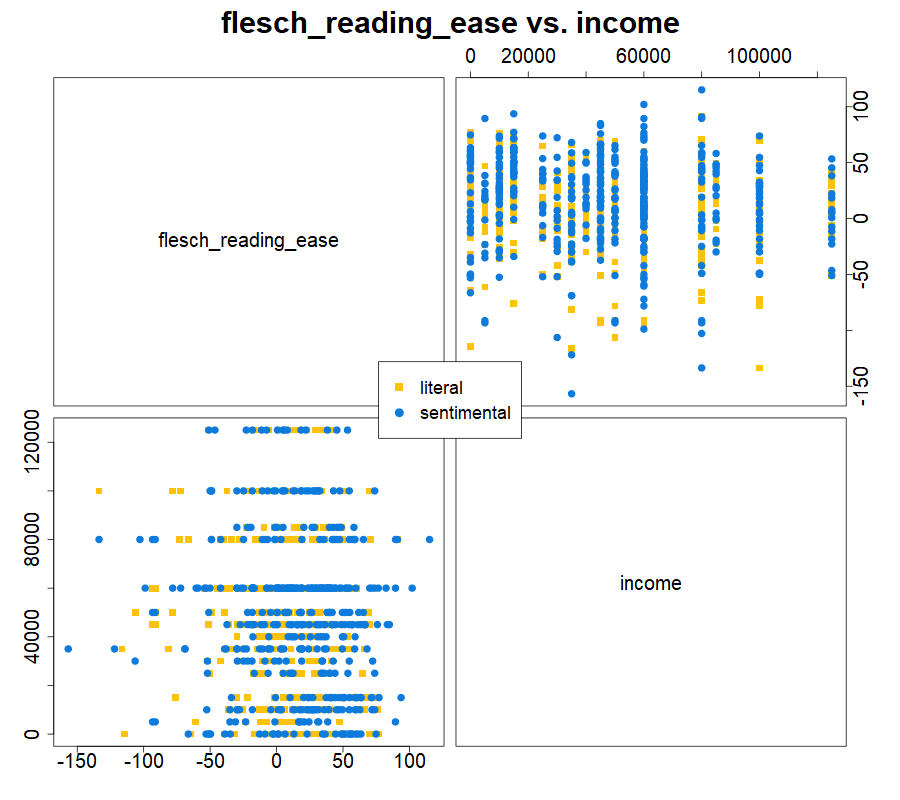 flesch_reading_ease vs. income
0 20000 60000 100000
flesch_reading_ease
100
50
0
-50
-150
literal
sentimental
120000
80000
40000
0
income
-150 -100 -50 0 50 100